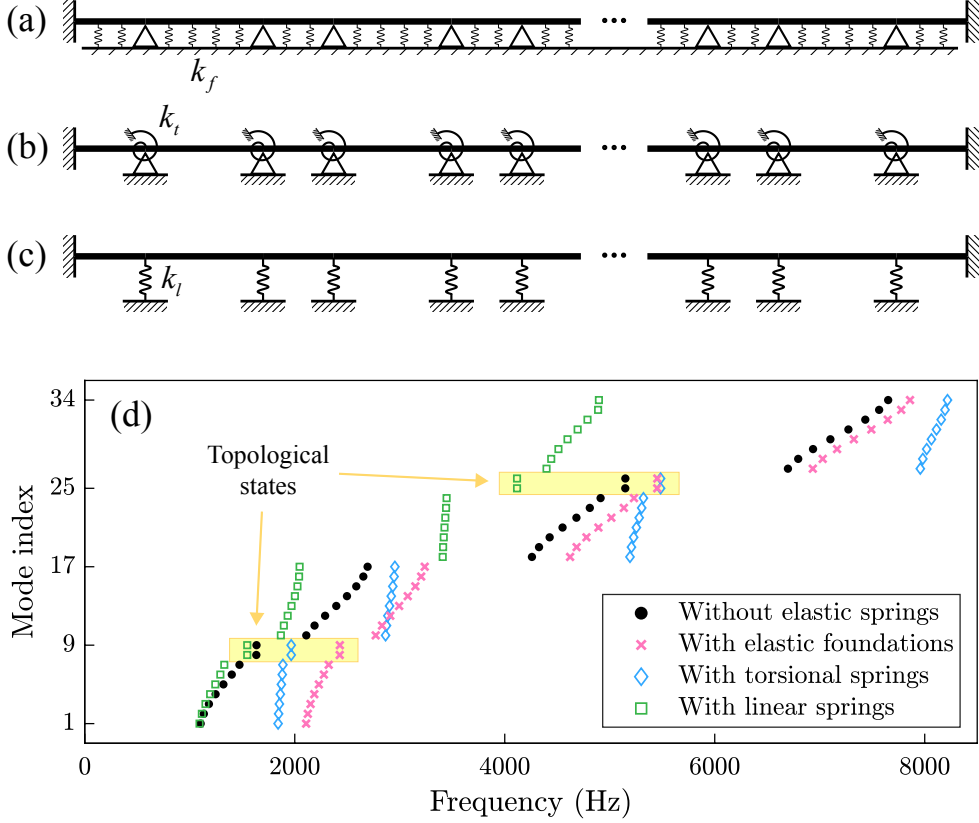 (a)
k_f
(b)
k_t
(c)
k_l
(d)
Topological
states
Mode index
34
25
17
9
1
Without elastic springs
With elastic foundations
With torsional springs
With linear springs
0 2000 4000 6000 8000
Frequency (Hz)